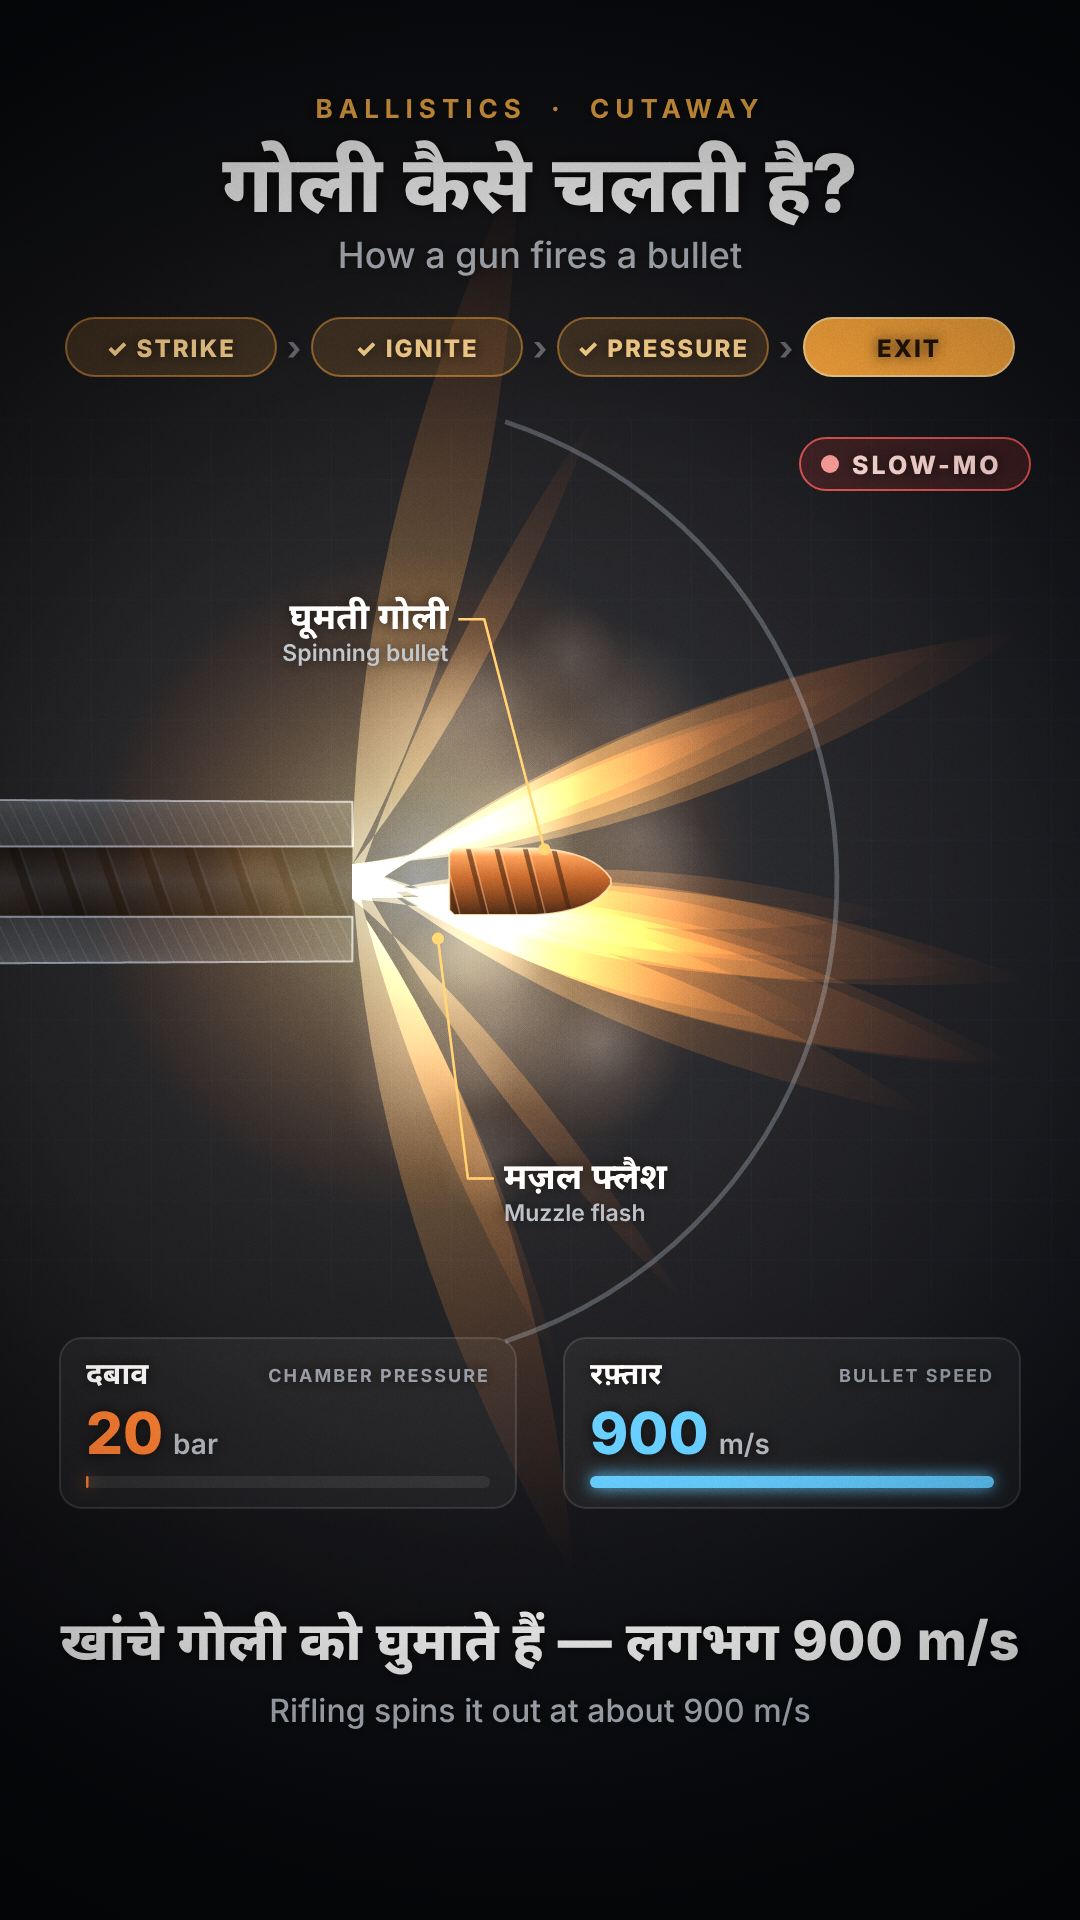 BALLISTICS · CUTAWAY
गोली कैसे चलती है?
How a gun fires a bullet
✓ STRIKE › ✓ IGNITE › ✓ PRESSURE › EXIT
SLOW-MO
घूमती गोली
Spinning bullet
मज़ल फ्लैश
Muzzle flash
दबाव CHAMBER PRESSURE
20 bar
रफ़्तार BULLET SPEED
900 m/s
खांचे गोली को घुमाते हैं — लगभग 900 m/s
Rifling spins it out at about 900 m/s